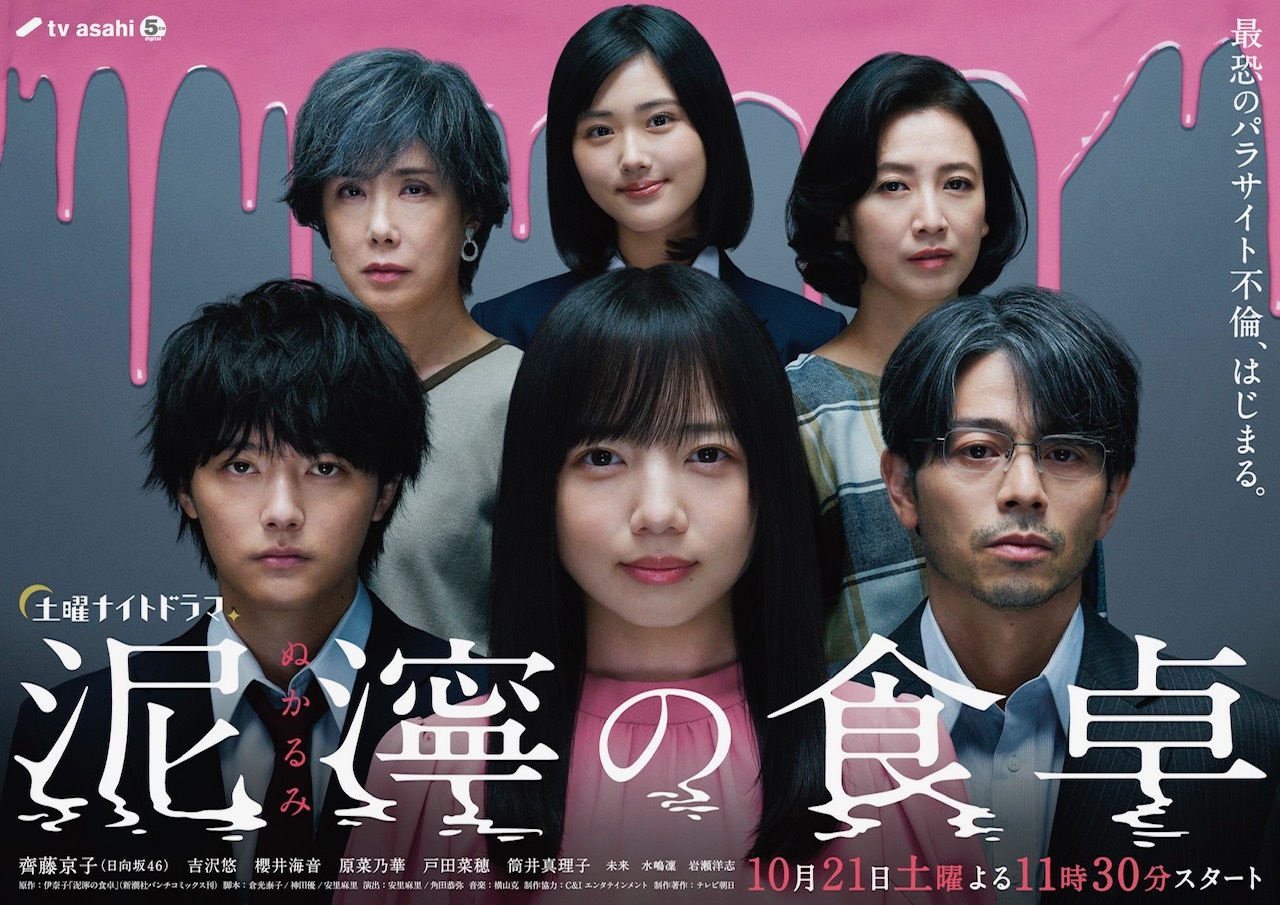 tv asahi 5CH
digital
最恐のパラサイト不倫、はじまる。
土曜ナイトドラマ
ぬかるみ
泥濘の食卓
齊藤京子(日向坂46) 吉沢悠 櫻井海音 原菜乃華 戸田菜穂 筒井真理子 未来 水嶋凜 岩瀬洋志
原作:伊奈子『泥濘の食卓』(新潮社バンチコミックス刊) 脚本:倉光泰子/神田優/安里麻里 演出:安里麻里/角田恭弥 音楽:横山克 制作協力:C&I エンタテインメント 制作著作:テレビ朝日
10月21日土曜よる11時30分スタート